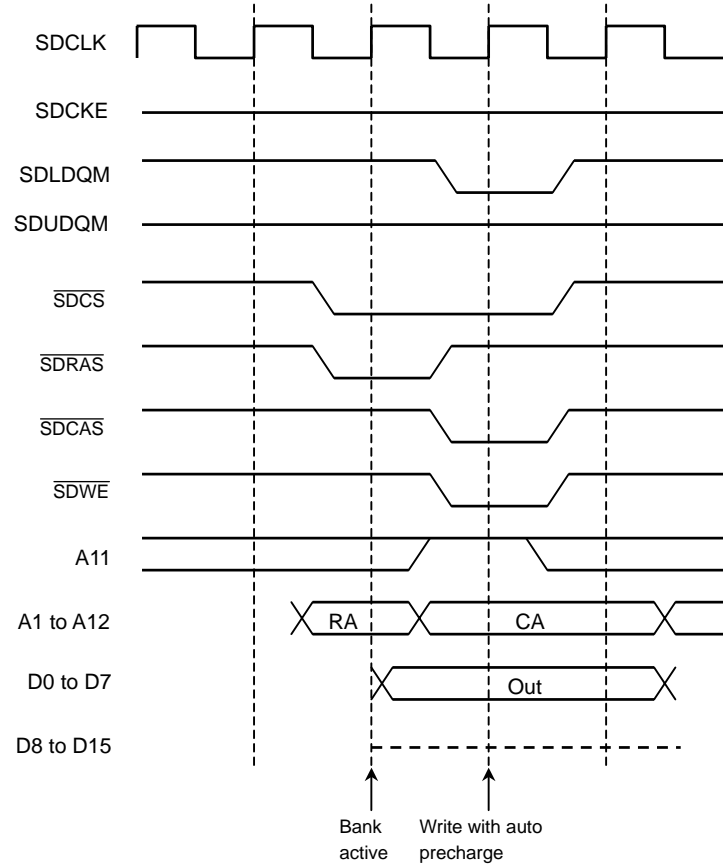 SDCLK
SDCKE
SDLDQM
SDUDQM
SDCS
SDRAS
SDCAS
SDWE
A11
A1 to A12
RA
CA
D0 to D7
Out
D8 to D15
Bank
active
Write with auto
precharge